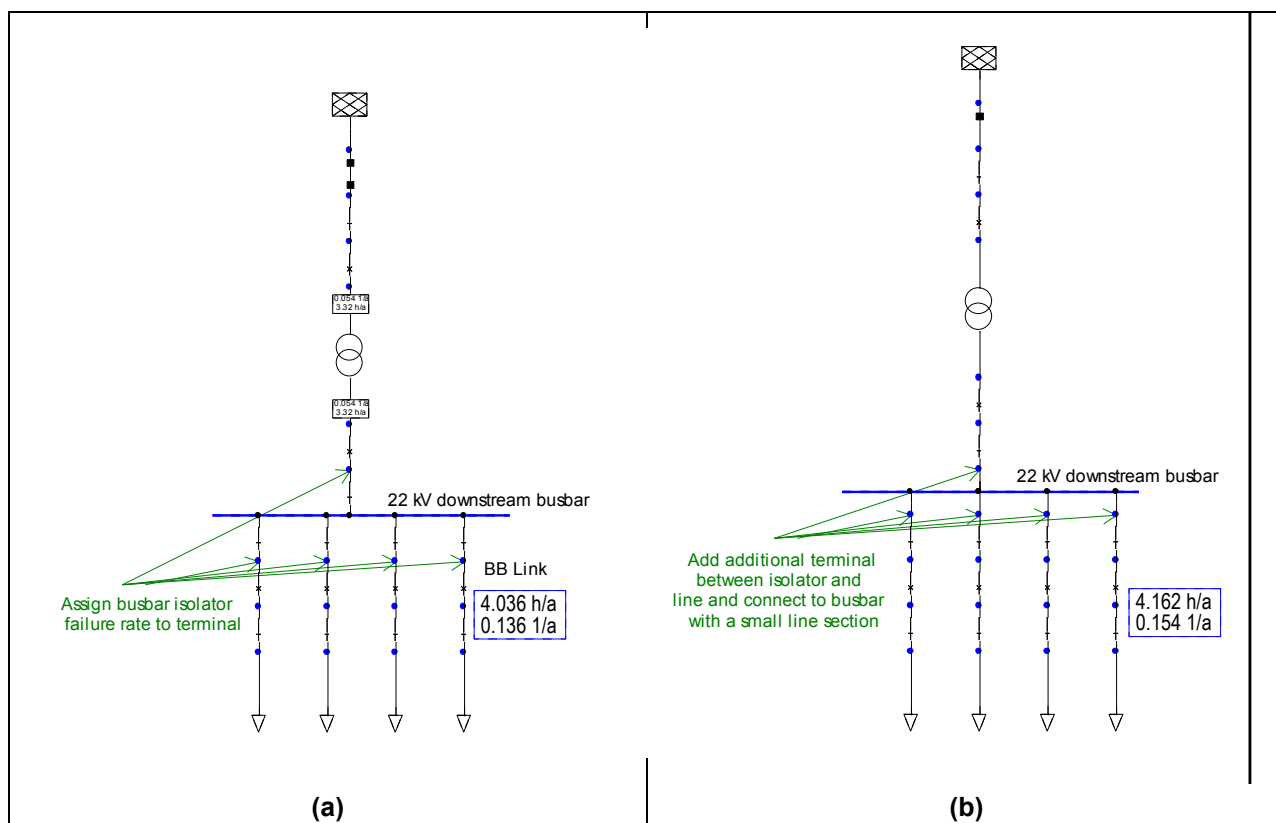 0.054 1/a
3.32 h/a
0.054 1/a
3.32 h/a
22 kV downstream busbar
BB Link
Assign busbar isolator
failure rate to terminal
4.036 h/a
0.136 1/a
(a)
22 kV downstream busbar
Add additional terminal
between isolator and
line and connect to busbar
with a small line section
4.162 h/a
0.154 1/a
(b)